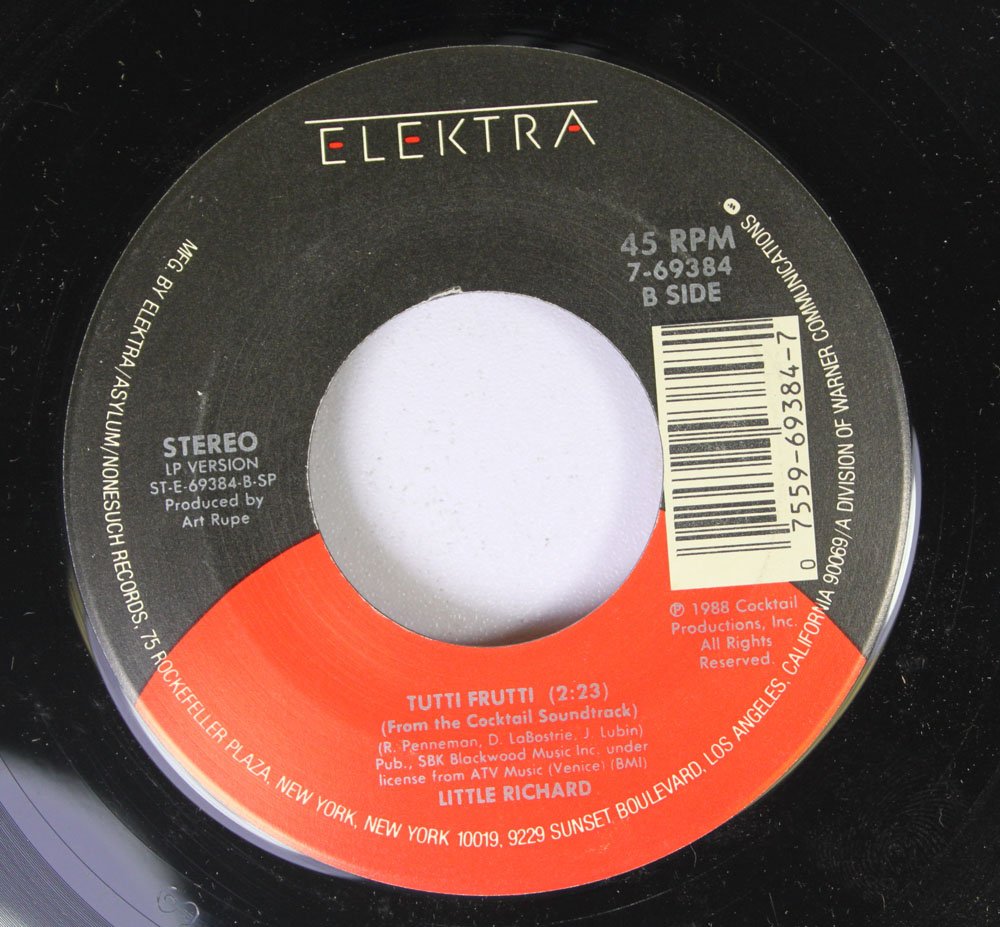 ELEKTRA
45 RPM
7-69384
B SIDE
0 7559-69384-7
STEREO
LP VERSION
ST-E-69384-B-SP
Produced by
Art Rupe
℗ 1988 Cocktail
Productions, Inc.
All Rights
Reserved.
TUTTI FRUTTI (2:23)
(From the Cocktail Soundtrack)
(R. Penneman, D. LaBostrie, J. Lubin)
Pub., SBK Blackwood Music Inc. under
license from ATV Music (Venice) (BMI)
LITTLE RICHARD
MFG. BY ELEKTRA/ASYLUM/NONESUCH RECORDS, 75 ROCKEFELLER PLAZA, NEW YORK, NEW YORK 10019, 9229 SUNSET BOULEVARD, LOS ANGELES, CALIFORNIA 90069/A DIVISION OF WARNER COMMUNICATIONS